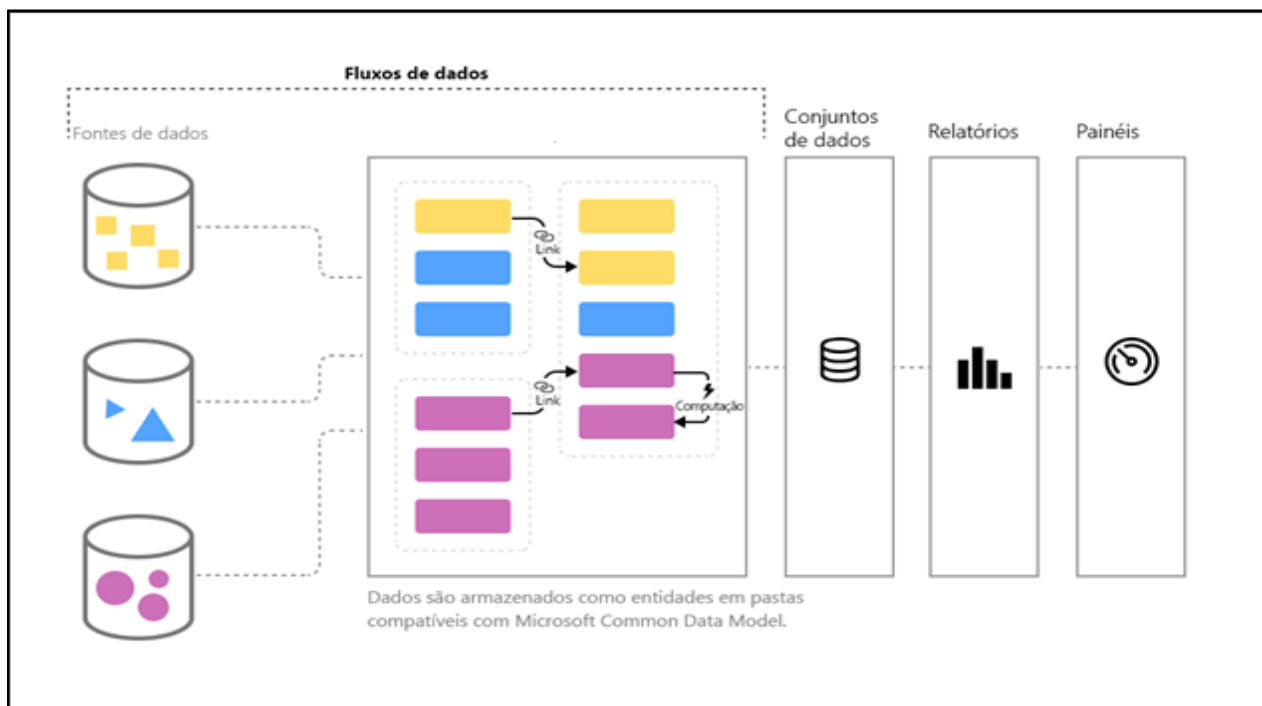 Fluxos de dados
Fontes de dados
Conjuntos
de dados
Relatórios
Painéis
Link
Link
Computação
Dados são armazenados como entidades em pastas
compatíveis com Microsoft Common Data Model.